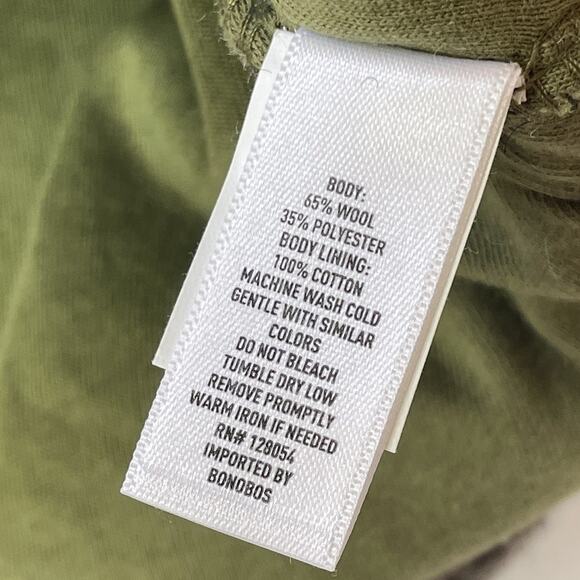 BODY:
65% WOOL
35% POLYESTER
BODY LINING:
100% COTTON
MACHINE WASH COLD
GENTLE WITH SIMILAR
COLORS
DO NOT BLEACH
TUMBLE DRY LOW
REMOVE PROMPTLY
WARM IRON IF NEEDED
RN# 128054
IMPORTED BY
BONDBOS